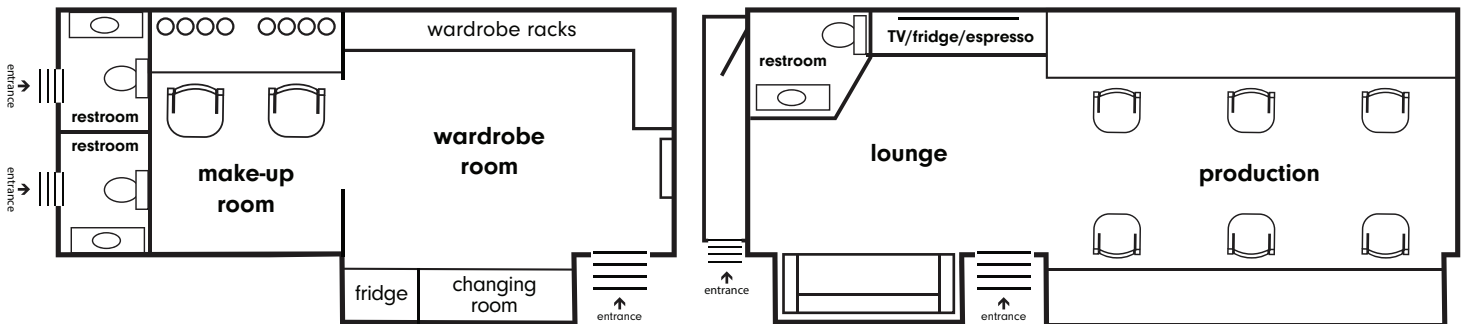 wardrobe racks
TV/fridge/espresso
restroom
entrance
restroom
restroom
wardrobe
room
lounge
make-up
room
production
entrance
fridge
changing
room
entrance
entrance
entrance